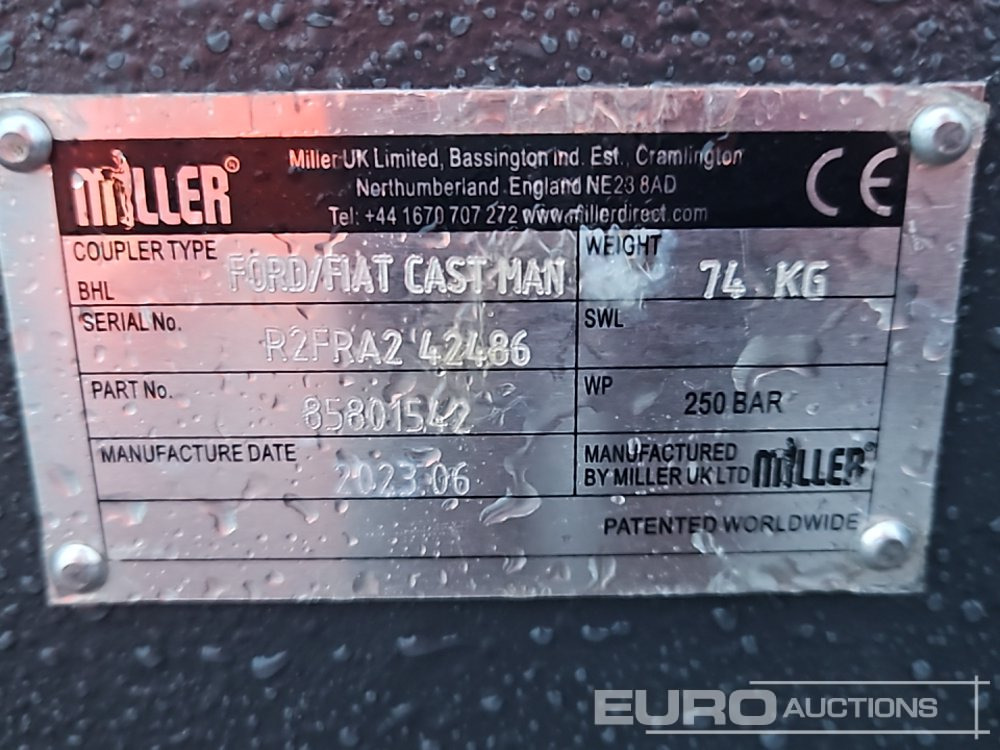 MILLER®
Miller UK Limited, Bassington Ind. Est., Cramlington
Northumberland England NE23 8AD
Tel: +44 1670 707 272 www.millerdirect.com
CE
COUPLER TYPE
BHL
FORD/FIAT CAST MAN
WEIGHT
74 KG
SERIAL No.
R2FRA2 42486
SWL
PART No.
85801542
WP
250 BAR
MANUFACTURE DATE
2023.06
MANUFACTURED
BY MILLER UK LTD MILLER®
PATENTED WORLDWIDE
EURO AUCTIONS